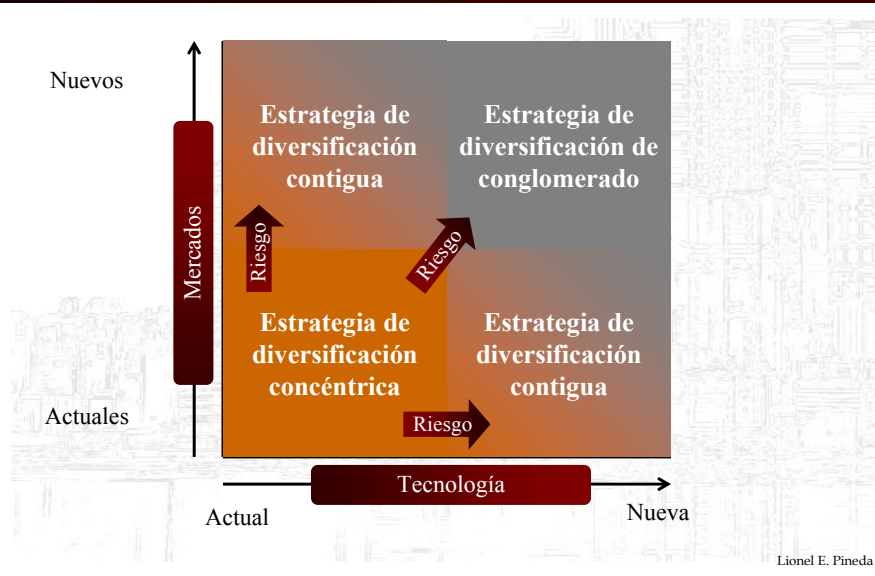 Nuevos
Estrategia de
diversificación
contigua
Estrategia de
diversificación de
conglomerado
Mercados
Riesgo
Riesgo
Estrategia de
diversificación
concéntrica
Estrategia de
diversificación
contigua
Actuales
Riesgo
Tecnología
Actual
Nueva
Lionel E. Pineda